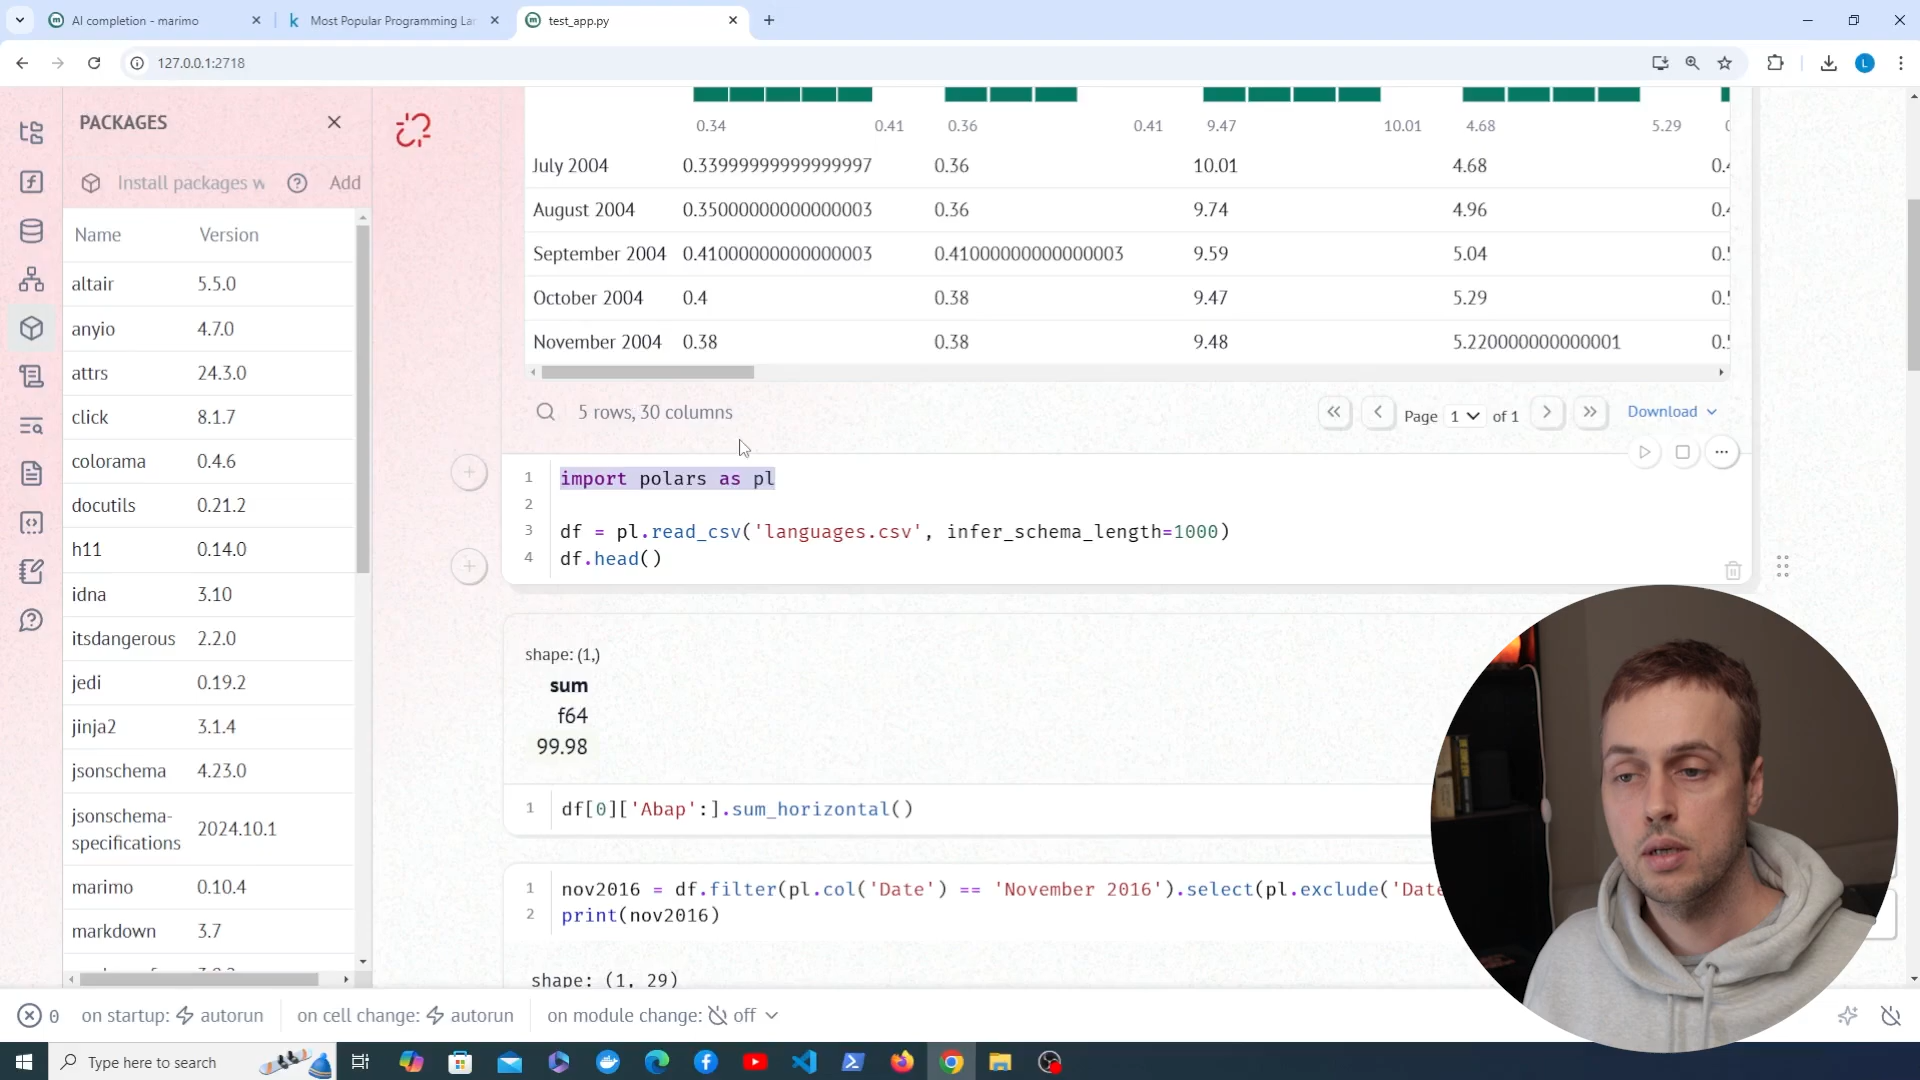 AI completion - marimo
Most Popular Programming La
test_app.py
127.0.0.1:2718
L
PACKAGES
Install packages w
Add
Name Version
altair 5.5.0
anyio 4.7.0
attrs 24.3.0
click 8.1.7
colorama 0.4.6
docutils 0.21.2
h11 0.14.0
idna 3.10
itsdangerous 2.2.0
jedi 0.19.2
jinja2 3.1.4
jsonschema 4.23.0
jsonschema-
specifications 2024.10.1
marimo 0.10.4
markdown 3.7
0.34 0.41 0.36 0.41 9.47 10.01 4.68 5.29
July 2004 0.339999999999999997 0.36 10.01 4.68
August 2004 0.35000000000000003 0.36 9.74 4.96
September 2004 0.41000000000000003 0.41000000000000003 9.59 5.04
October 2004 0.4 0.38 9.47 5.29
November 2004 0.38 0.38 9.48 5.220000000000001
5 rows, 30 columns
Page 1 of 1
Download
1 import polars as pl
2
3 df = pl.read_csv('languages.csv', infer_schema_length=1000)
4 df.head()
shape: (1,)
sum
f64
99.98
1 df[0]['Abap':].sum_horizontal()
1 nov2016 = df.filter(pl.col('Date') == 'November 2016').select(pl.exclude('Date
2 print(nov2016)
shape: (1, 29)
0 on startup: autorun on cell change: autorun on module change: off
Type here to search